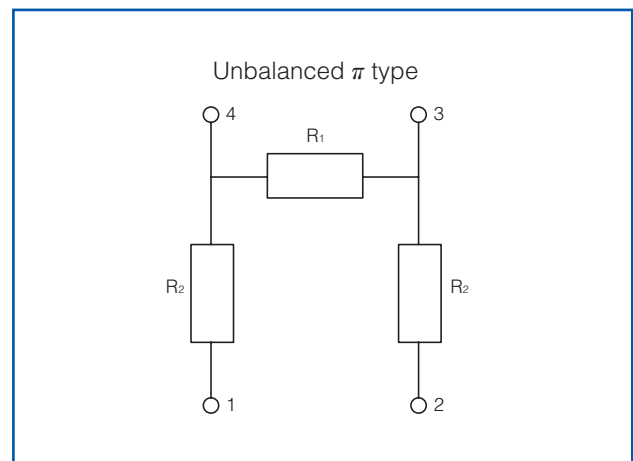 Unbalanced π type
4
3
R₁
R₂
R₂
1
2